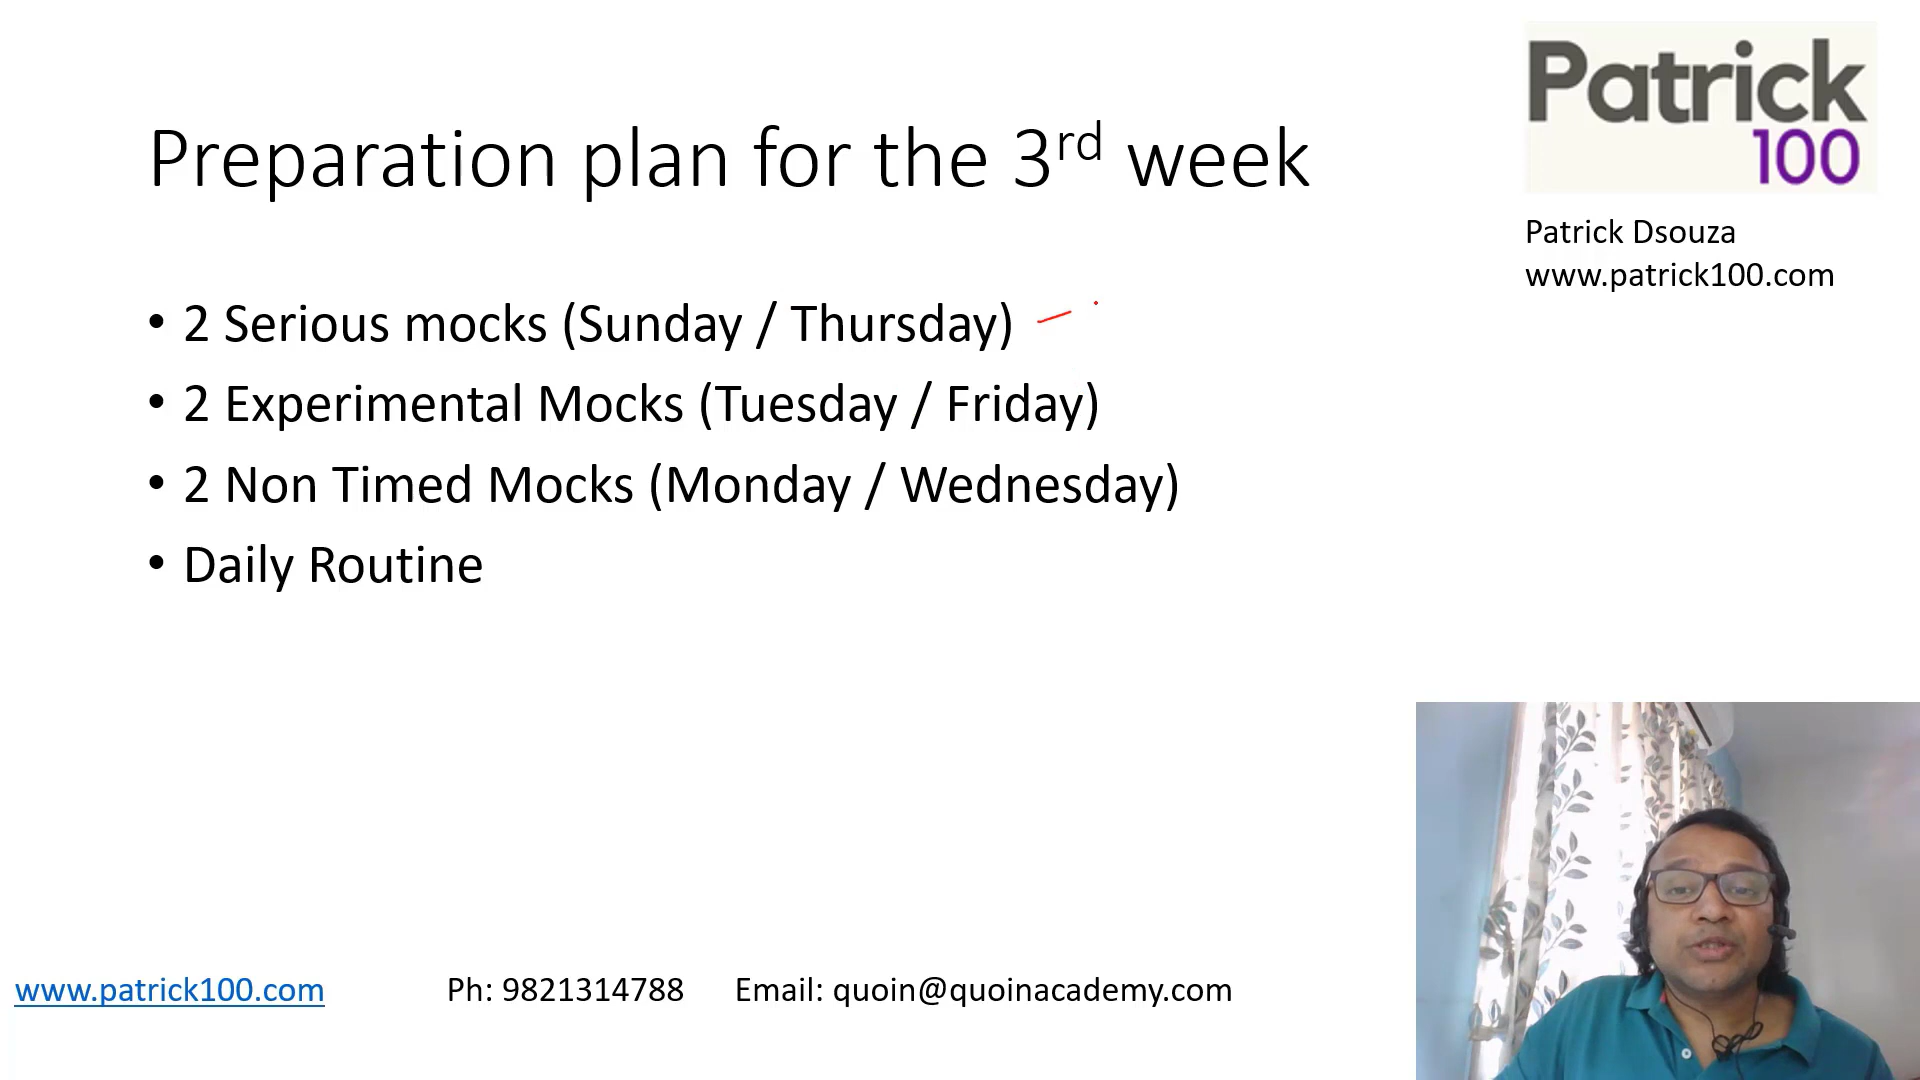 Patrick
100
Preparation plan for the 3rd week
Patrick Dsouza
www.patrick100.com
• 2 Serious mocks (Sunday / Thursday)
• 2 Experimental Mocks (Tuesday / Friday)
• 2 Non Timed Mocks (Monday / Wednesday)
• Daily Routine
www.patrick100.com Ph: 9821314788 Email: quoin@quoinacademy.com